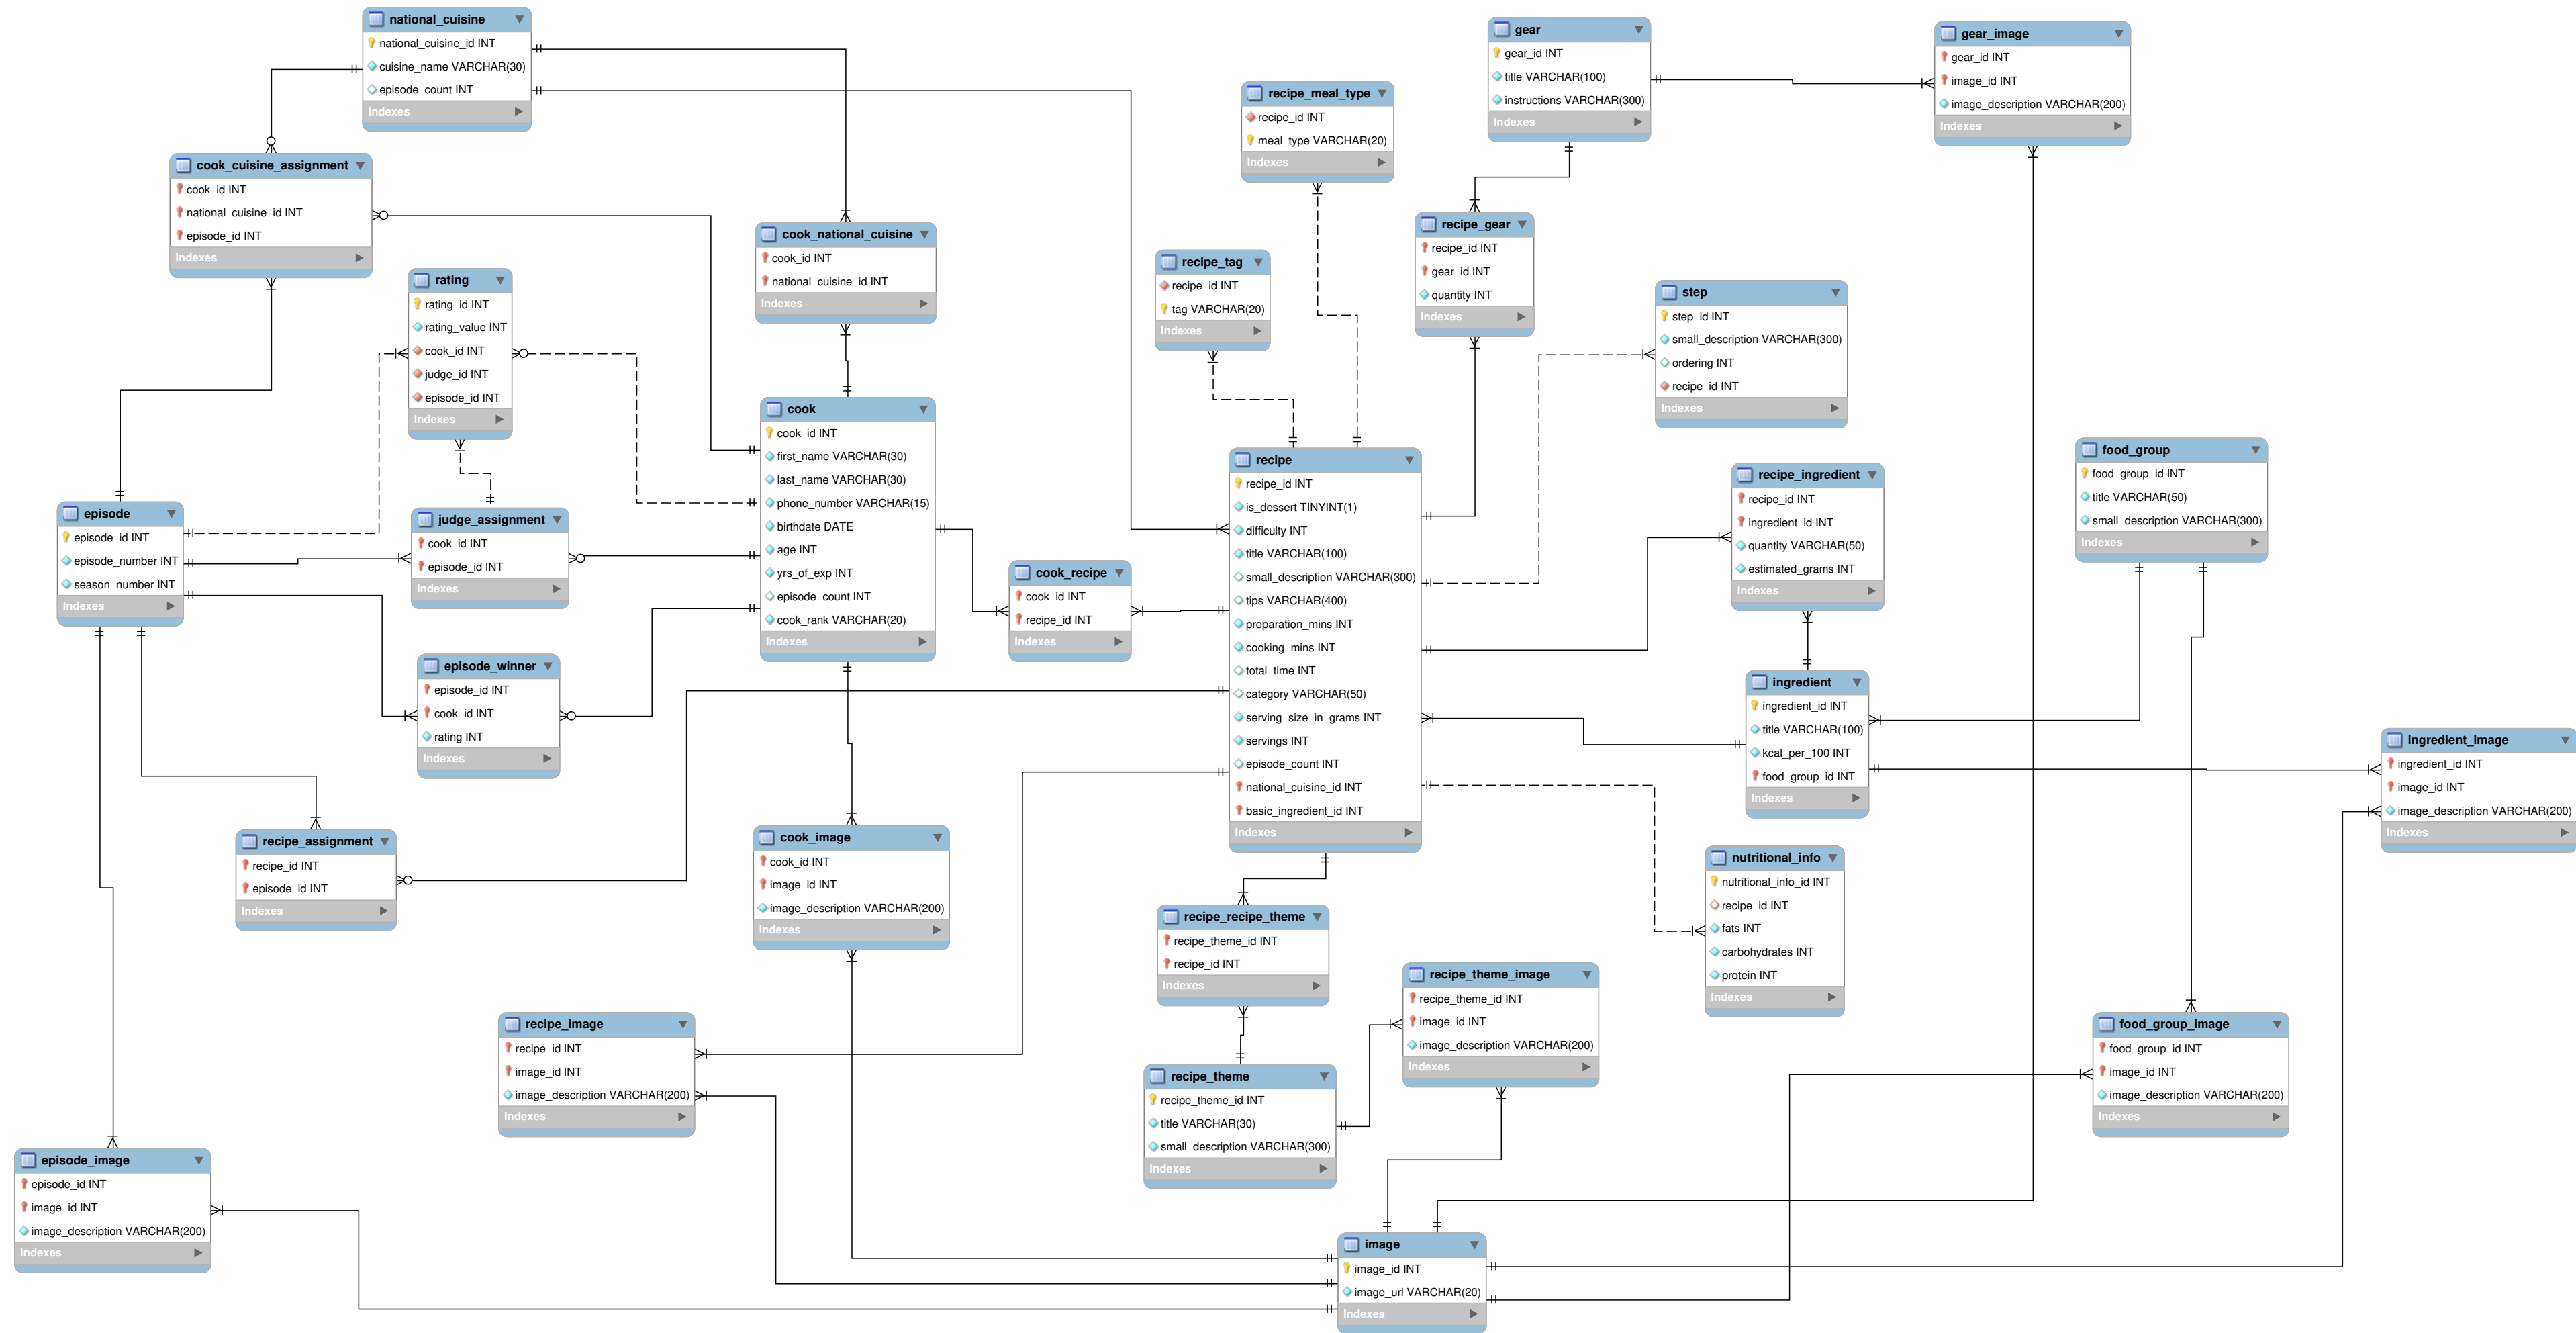 national_cuisine
national_cuisine_id INT
cuisine_name VARCHAR(30)
episode_count INT
Indexes
gear
gear_id INT
title VARCHAR(100)
instructions VARCHAR(300)
Indexes
gear_image
gear_id INT
image_id INT
image_description VARCHAR(200)
Indexes
recipe_meal_type
recipe_id INT
meal_type VARCHAR(20)
Indexes
cook_cuisine_assignment
cook_id INT
national_cuisine_id INT
episode_id INT
Indexes
cook_national_cuisine
cook_id INT
national_cuisine_id INT
Indexes
recipe_gear
recipe_id INT
gear_id INT
quantity INT
Indexes
recipe_tag
recipe_id INT
tag VARCHAR(20)
Indexes
rating
rating_id INT
rating_value INT
cook_id INT
judge_id INT
episode_id INT
Indexes
step
step_id INT
small_description VARCHAR(300)
ordering INT
recipe_id INT
Indexes
cook
cook_id INT
first_name VARCHAR(30)
last_name VARCHAR(30)
phone_number VARCHAR(15)
birthdate DATE
age INT
yrs_of_exp INT
episode_count INT
cook_rank VARCHAR(20)
Indexes
recipe
recipe_id INT
is_dessert TINYINT(1)
difficulty INT
title VARCHAR(100)
small_description VARCHAR(300)
tips VARCHAR(400)
preparation_mins INT
cooking_mins INT
total_time INT
category VARCHAR(50)
serving_size_in_grams INT
servings INT
episode_count INT
national_cuisine_id INT
basic_ingredient_id INT
Indexes
recipe_ingredient
recipe_id INT
ingredient_id INT
quantity VARCHAR(50)
estimated_grams INT
Indexes
food_group
food_group_id INT
title VARCHAR(50)
small_description VARCHAR(300)
Indexes
episode
episode_id INT
episode_number INT
season_number INT
Indexes
judge_assignment
cook_id INT
episode_id INT
Indexes
cook_recipe
cook_id INT
recipe_id INT
Indexes
episode_winner
episode_id INT
cook_id INT
rating INT
Indexes
ingredient
ingredient_id INT
title VARCHAR(100)
kcal_per_100 INT
food_group_id INT
Indexes
ingredient_image
ingredient_id INT
image_id INT
image_description VARCHAR(200)
Indexes
recipe_assignment
recipe_id INT
episode_id INT
Indexes
cook_image
cook_id INT
image_id INT
image_description VARCHAR(200)
Indexes
nutritional_info
nutritional_info_id INT
recipe_id INT
fats INT
carbohydrates INT
protein INT
Indexes
recipe_recipe_theme
recipe_theme_id INT
recipe_id INT
Indexes
recipe_theme_image
recipe_theme_id INT
image_id INT
image_description VARCHAR(200)
Indexes
recipe_image
recipe_id INT
image_id INT
image_description VARCHAR(200)
Indexes
food_group_image
food_group_id INT
image_id INT
image_description VARCHAR(200)
Indexes
recipe_theme
recipe_theme_id INT
title VARCHAR(30)
small_description VARCHAR(300)
Indexes
episode_image
episode_id INT
image_id INT
image_description VARCHAR(200)
Indexes
image
image_id INT
image_url VARCHAR(20)
Indexes